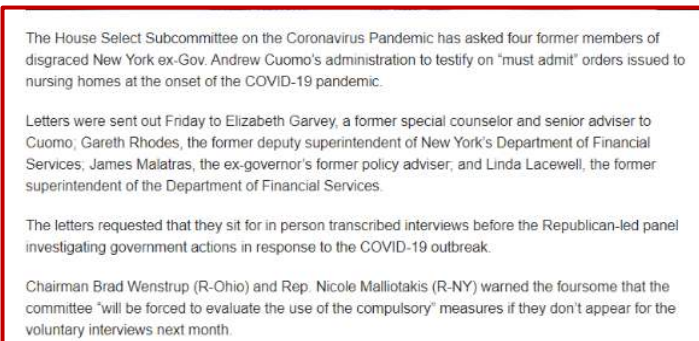 The House Select Subcommittee on the Coronavirus Pandemic has asked four former members of
disgraced New York ex-Gov. Andrew Cuomo's administration to testify on "must admit" orders issued to
nursing homes at the onset of the COVID-19 pandemic.
Letters were sent out Friday to Elizabeth Garvey, a former special counselor and senior adviser to
Cuomo; Gareth Rhodes, the former deputy superintendent of New York's Department of Financial
Services; James Malatras, the ex-governor's former policy adviser; and Linda Lacewell, the former
superintendent of the Department of Financial Services.
The letters requested that they sit for in person transcribed interviews before the Republican-led panel
investigating government actions in response to the COVID-19 outbreak.
Chairman Brad Wenstrup (R-Ohio) and Rep. Nicole Malliotakis (R-NY) warned the foursome that the
committee "will be forced to evaluate the use of the compulsory" measures if they don't appear for the
voluntary interviews next month.